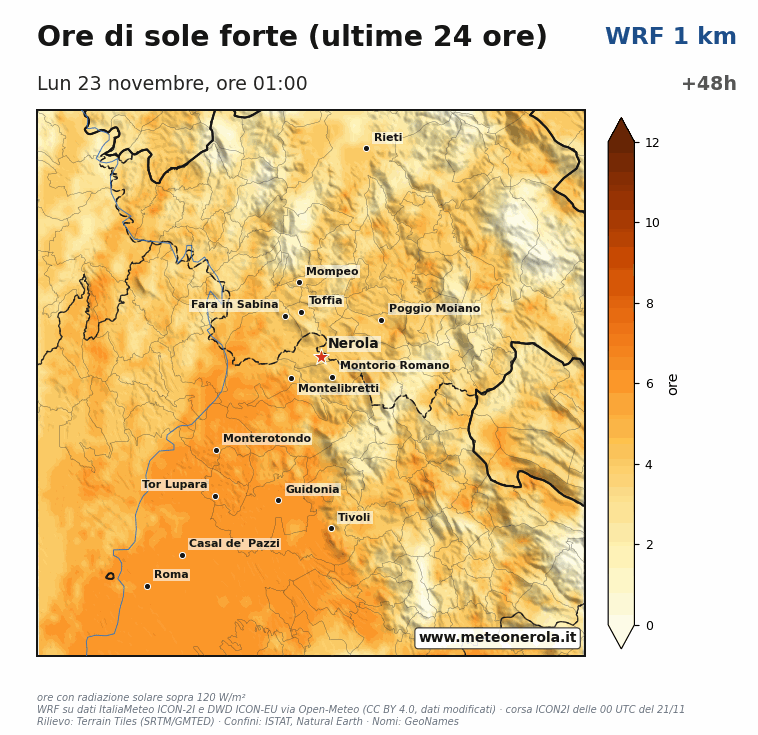 Ore di sole forte (ultime 24 ore)
WRF 1 km
Lun 23 novembre, ore 01:00
+48h
Rieti
Mompeo
Fara in Sabina
Toffia
Poggio Moiano
Nerola
Montorio Romano
Montelibretti
Monterotondo
Tor Lupara
Guidonia
Tivoli
Casal de' Pazzi
Roma
www.meteonerola.it
12
10
8
6
4
2
0
ore
ore con radiazione solare sopra 120 W/m²
WRF su dati ItaliaMeteo ICON-2I e DWD ICON-EU via Open-Meteo (CC BY 4.0, dati modificati) · corsa ICON2I delle 00 UTC del 21/11
Rilievo: Terrain Tiles (SRTM/GMTED) · Confini: ISTAT, Natural Earth · Nomi: GeoNames